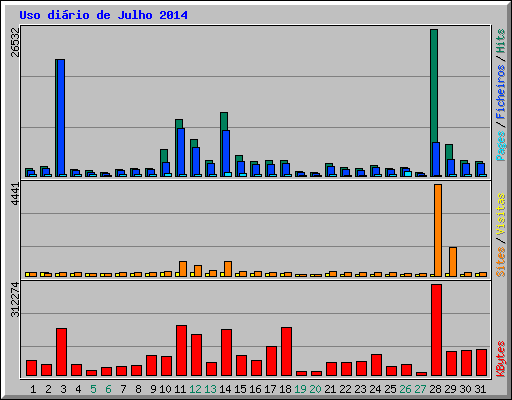 Uso diário de Julho 2014
26532
Pages / Ficheiros / Hits
4441
Sites / Visitas
312274
KBytes
1 2 3 4 5 6 7 8 9 10 11 12 13 14 15 16 17 18 19 20 21 22 23 24 25 26 27 28 29 30 31